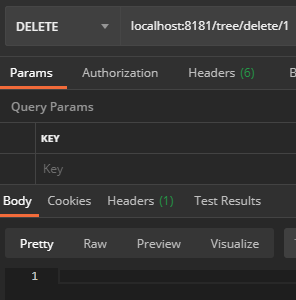 DELETE localhost:8181/tree/delete/1
Params Authorization Headers (6) B
Query Params
KEY
Key
Body Cookies Headers (1) Test Results
Pretty Raw Preview Visualize
1